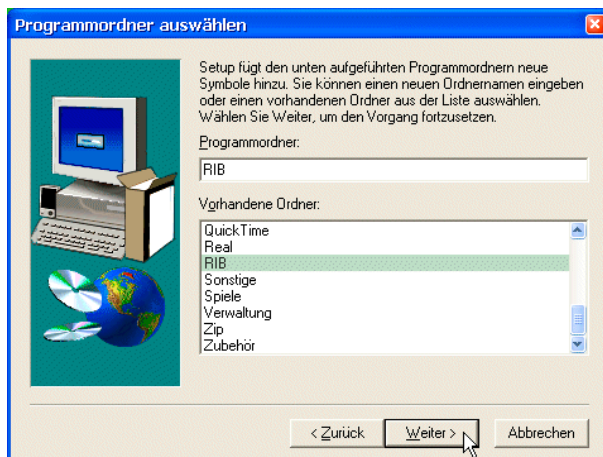 Programmordner auswählen
Setup fügt den unten aufgeführten Programmordnern neue
Symbole hinzu. Sie können einen neuen Ordnernamen eingeben
oder einen vorhandenen Ordner aus der Liste auswählen.
Wählen Sie Weiter, um den Vorgang fortzusetzen.
Programmordner:
RIB
Vorhandene Ordner:
QuickTime
Real
RIB
Sonstige
Spiele
Verwaltung
Zip
Zubehör
< Zurück
Weiter >
Abbrechen